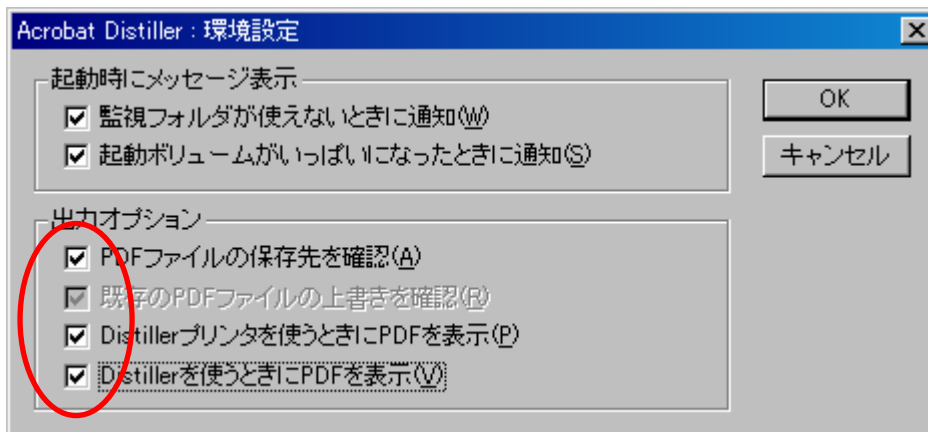 Acrobat Distiller : 環境設定
起動時にメッセージ表示
監視フォルダが使えないときに通知(W)
起動ボリュームがいっぱいになったときに通知(S)
OK
キャンセル
出力オプション
PDFファイルの保存先を確認(A)
既存のPDFファイルの上書きを確認(R)
Distillerプリンタを使うときにPDFを表示(P)
Distillerを使うときにPDFを表示(V)